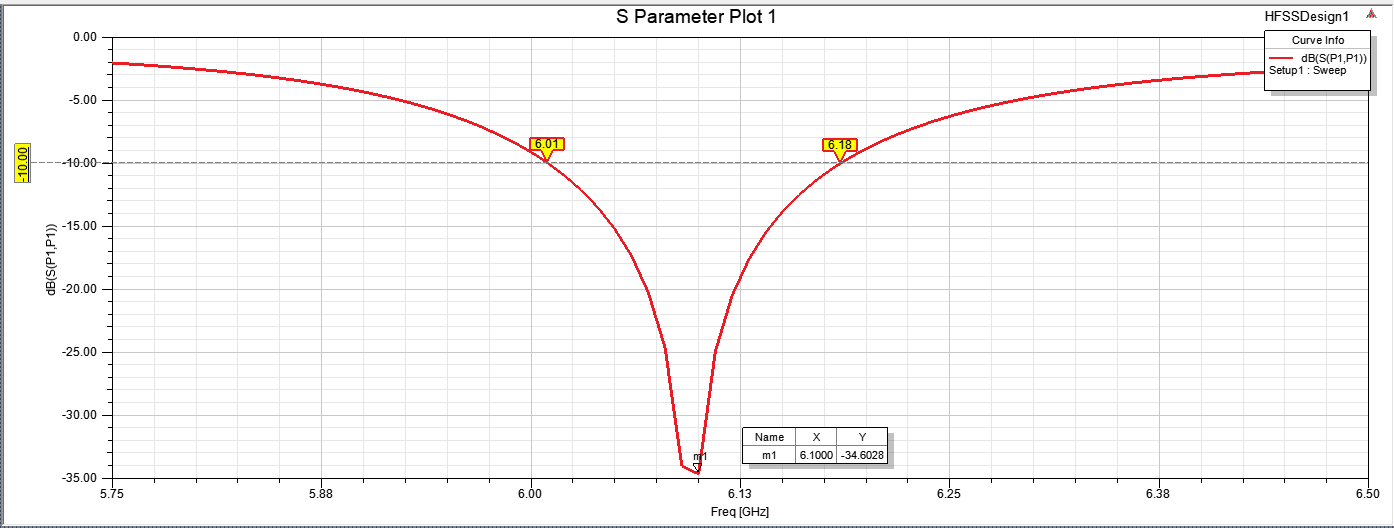 S Parameter Plot 1
HFSSDesign1
Curve Info
dB(S(P1,P1))
Setup1 : Sweep
0.00
-5.00
-10.00
-15.00
-20.00
-25.00
-30.00
-35.00
-10.00
dB(S(P1,P1))
6.01
6.18
m1
Name X Y
m1 6.1000 -34.6028
5.75 5.88 6.00 6.13 6.25 6.38 6.50
Freq [GHz]